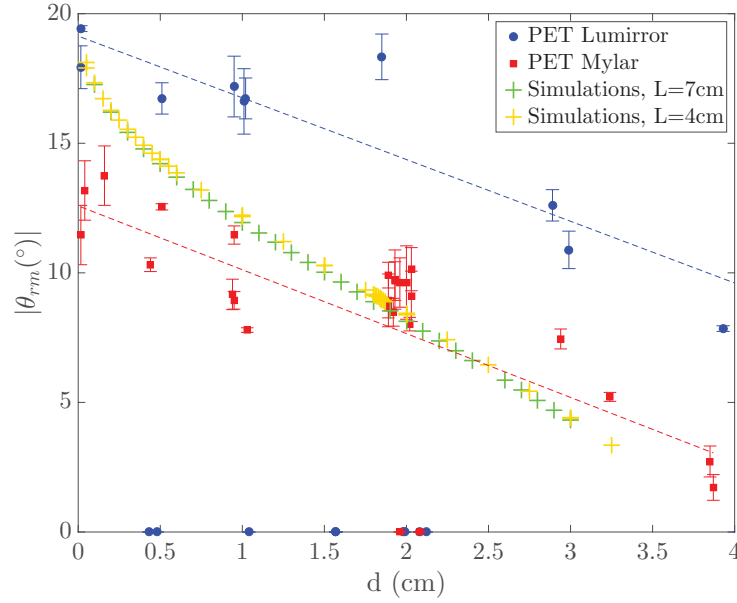 20
15
10
5
0
|θrm(°)|
0 0.5 1 1.5 2 2.5 3 3.5 4
d (cm)
PET Lumirror
PET Mylar
Simulations, L=7cm
Simulations, L=4cm